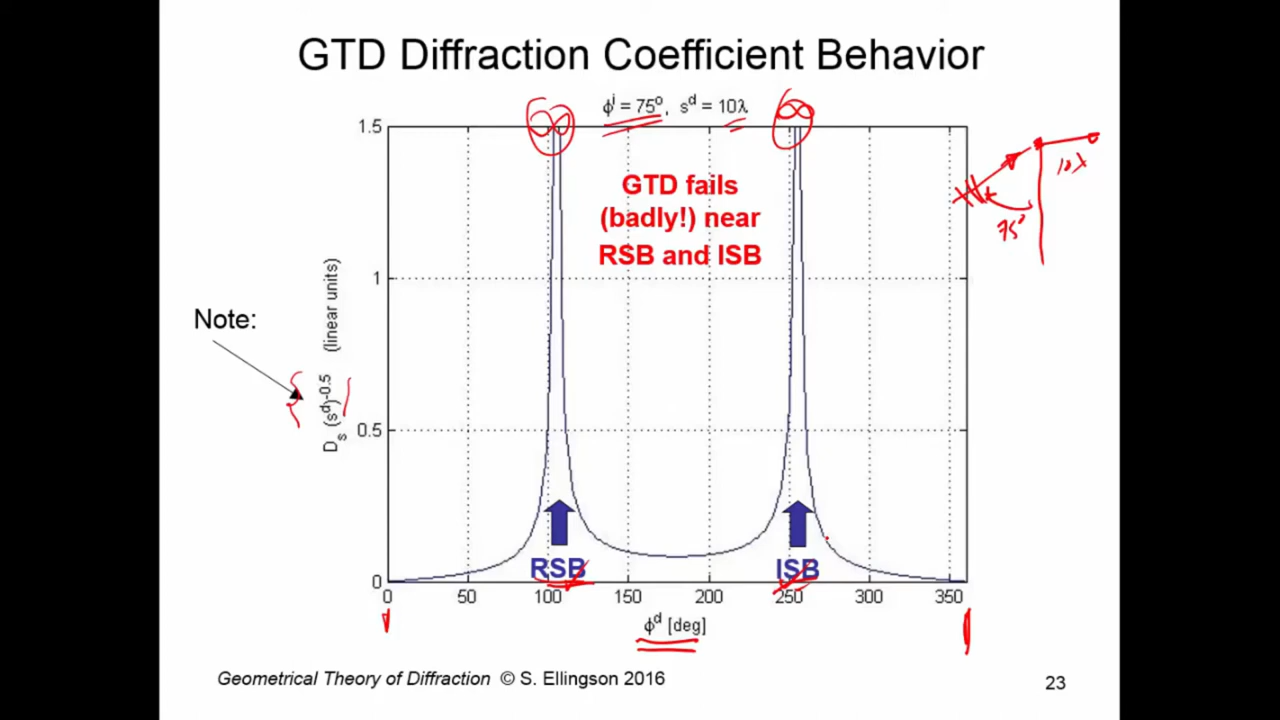 GTD Diffraction Coefficient Behavior
ϕⁱ = 75°, sᵈ = 10λ
∞
∞
1.5
1
0.5
0
GTD fails
(badly!) near
RSB and ISB
10λ
75°
Note:
Dₛ (sᵈ)⁻⁰·⁵ (linear units)
RSB
ISB
0 50 100 150 200 250 300 350
ϕᵈ [deg]
Geometrical Theory of Diffraction © S. Ellingson 2016
23